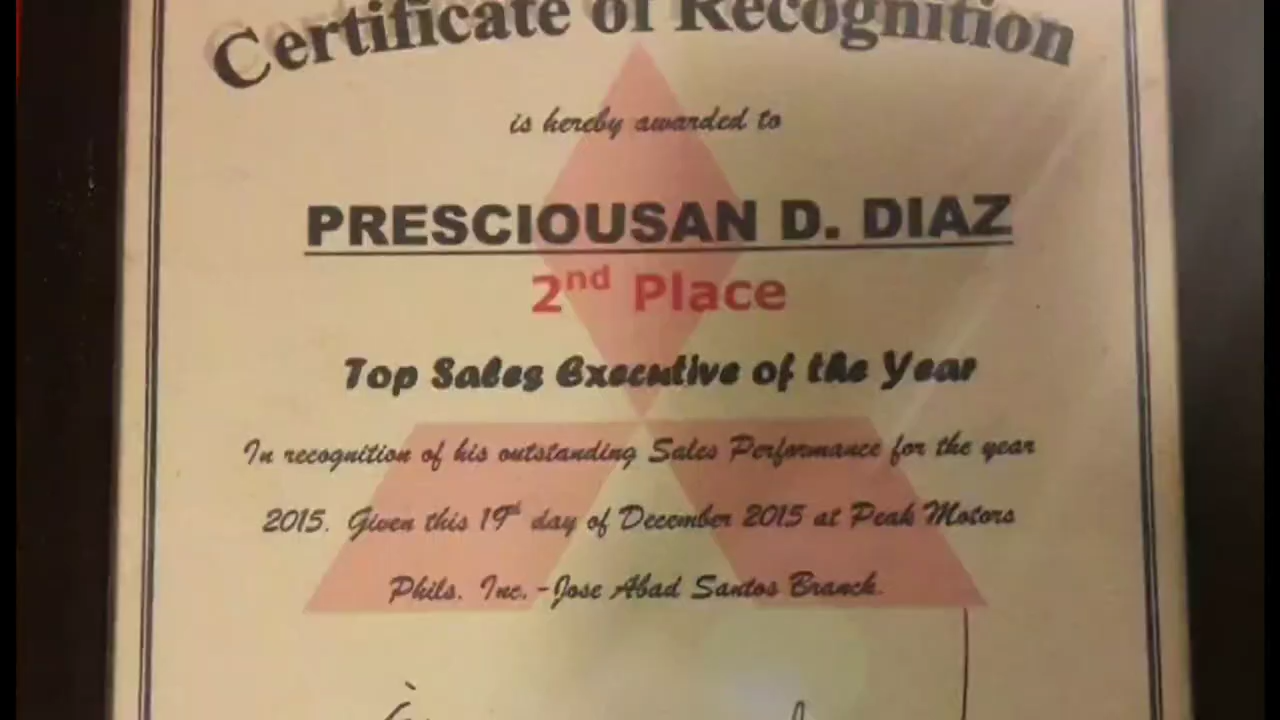 Certificate of Recognition
is hereby awarded to
PRESCIOUSAN D. DIAZ
2nd Place
Top Sales Executive of the Year
In recognition of his outstanding Sales Performance for the year
2015. Given this 19th day of December 2015 at Peak Motors
Phils. Inc. -Jose Abad Santos Branch.